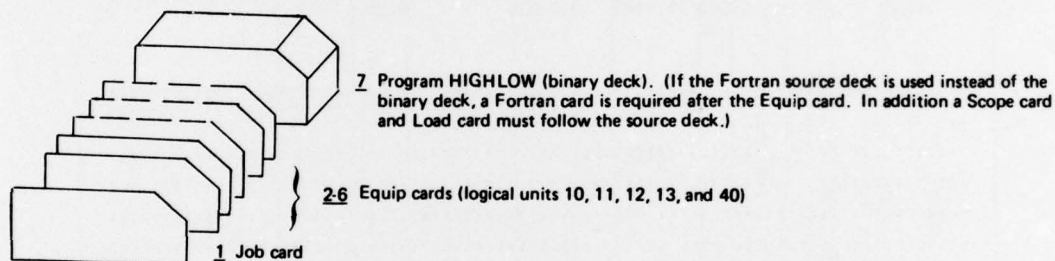 7 Program HIGHLOW (binary deck). (If the Fortran source deck is used instead of the
binary deck, a Fortran card is required after the Equip card. In addition a Scope card
and Load card must follow the source deck.)
2-6 Equip cards (logical units 10, 11, 12, 13, and 40)
1 Job card